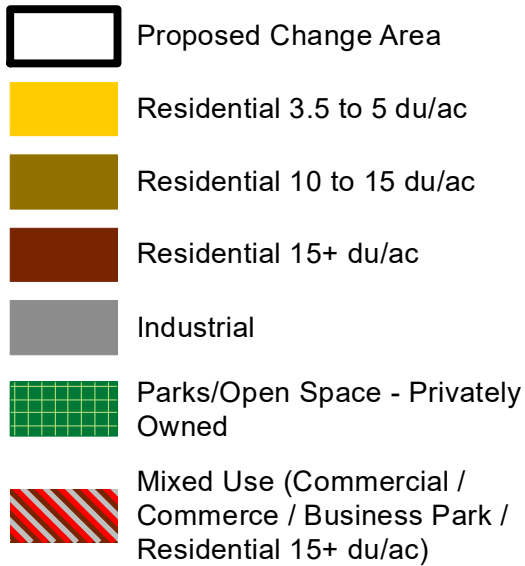 Proposed Change Area
Residential 3.5 to 5 du/ac
Residential 10 to 15 du/ac
Residential 15+ du/ac
Industrial
Parks/Open Space - Privately
Owned
Mixed Use (Commercial /
Commerce / Business Park /
Residential 15+ du/ac)